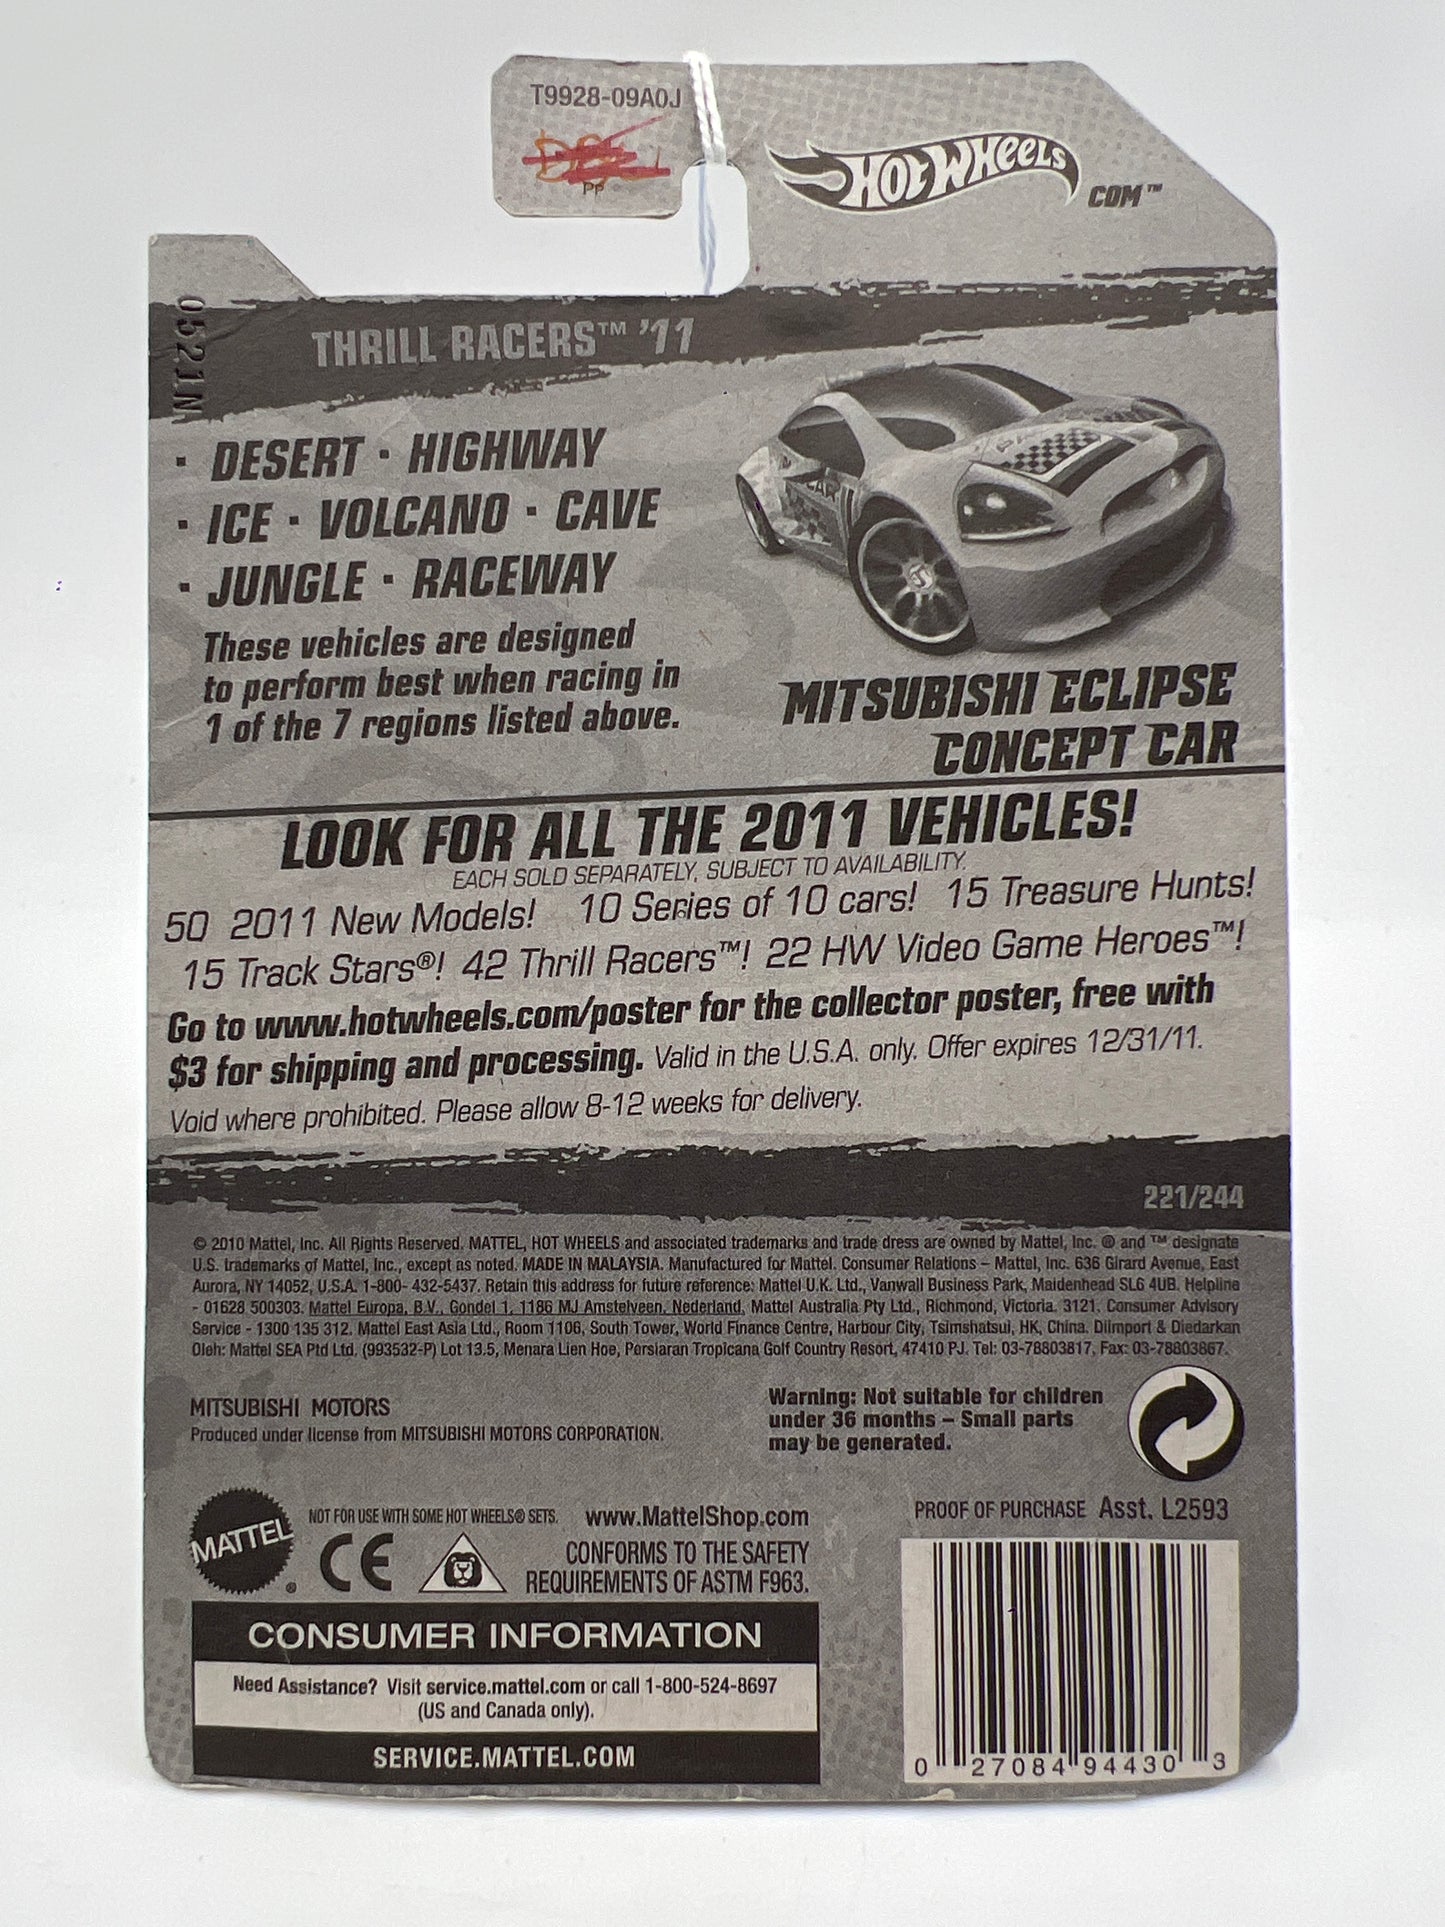 T9928-09A0J
PP
HOT WHEELS
COM™
0521N
THRILL RACERS™ '11
· DESERT · HIGHWAY
· ICE · VOLCANO · CAVE
· JUNGLE · RACEWAY
These vehicles are designed
to perform best when racing in
1 of the 7 regions listed above.
MITSUBISHI ECLIPSE
CONCEPT CAR
LOOK FOR ALL THE 2011 VEHICLES!
EACH SOLD SEPARATELY, SUBJECT TO AVAILABILITY.
50 2011 New Models! 10 Series of 10 cars! 15 Treasure Hunts!
15 Track Stars®! 42 Thrill Racers™! 22 HW Video Game Heroes™!
Go to www.hotwheels.com/poster for the collector poster, free with
$3 for shipping and processing. Valid in the U.S.A. only. Offer expires 12/31/11.
Void where prohibited. Please allow 8-12 weeks for delivery.
221/244
© 2010 Mattel, Inc. All Rights Reserved. MATTEL, HOT WHEELS and associated trademarks and trade dress are owned by Mattel, Inc. ® and ™ designate
U.S. trademarks of Mattel, Inc., except as noted. MADE IN MALAYSIA. Manufactured for Mattel. Consumer Relations – Mattel, Inc. 636 Girard Avenue, East
Aurora, NY 14052, U.S.A. 1-800- 432-5437. Retain this address for future reference: Mattel U.K. Ltd., Vanwall Business Park, Maidenhead SL6 4UB. Helpline
- 01628 500303. Mattel Europa, B.V., Gondel 1, 1186 MJ Amstelveen, Nederland, Mattel Australia Pty Ltd., Richmond, Victoria. 3121. Consumer Advisory
Service - 1300 135 312. Mattel East Asia Ltd., Room 1106, South Tower, World Finance Centre, Harbour City, Tsimshatsui, HK, China. Diimport & Diedarkan
Oleh: Mattel SEA Ptd Ltd. (993532-P) Lot 13.5, Menara Lien Hoe, Persiaran Tropicana Golf Country Resort, 47410 PJ. Tel: 03-78803817, Fax: 03-78803867.
MITSUBISHI MOTORS
Produced under license from MITSUBISHI MOTORS CORPORATION.
Warning: Not suitable for children
under 36 months – Small parts
may be generated.
MATTEL ®
NOT FOR USE WITH SOME HOT WHEELS® SETS. www.MattelShop.com
CE
CONFORMS TO THE SAFETY
REQUIREMENTS OF ASTM F963.
PROOF OF PURCHASE Asst. L2593
CONSUMER INFORMATION
Need Assistance? Visit service.mattel.com or call 1-800-524-8697
(US and Canada only).
SERVICE.MATTEL.COM
0 27084 94430 3